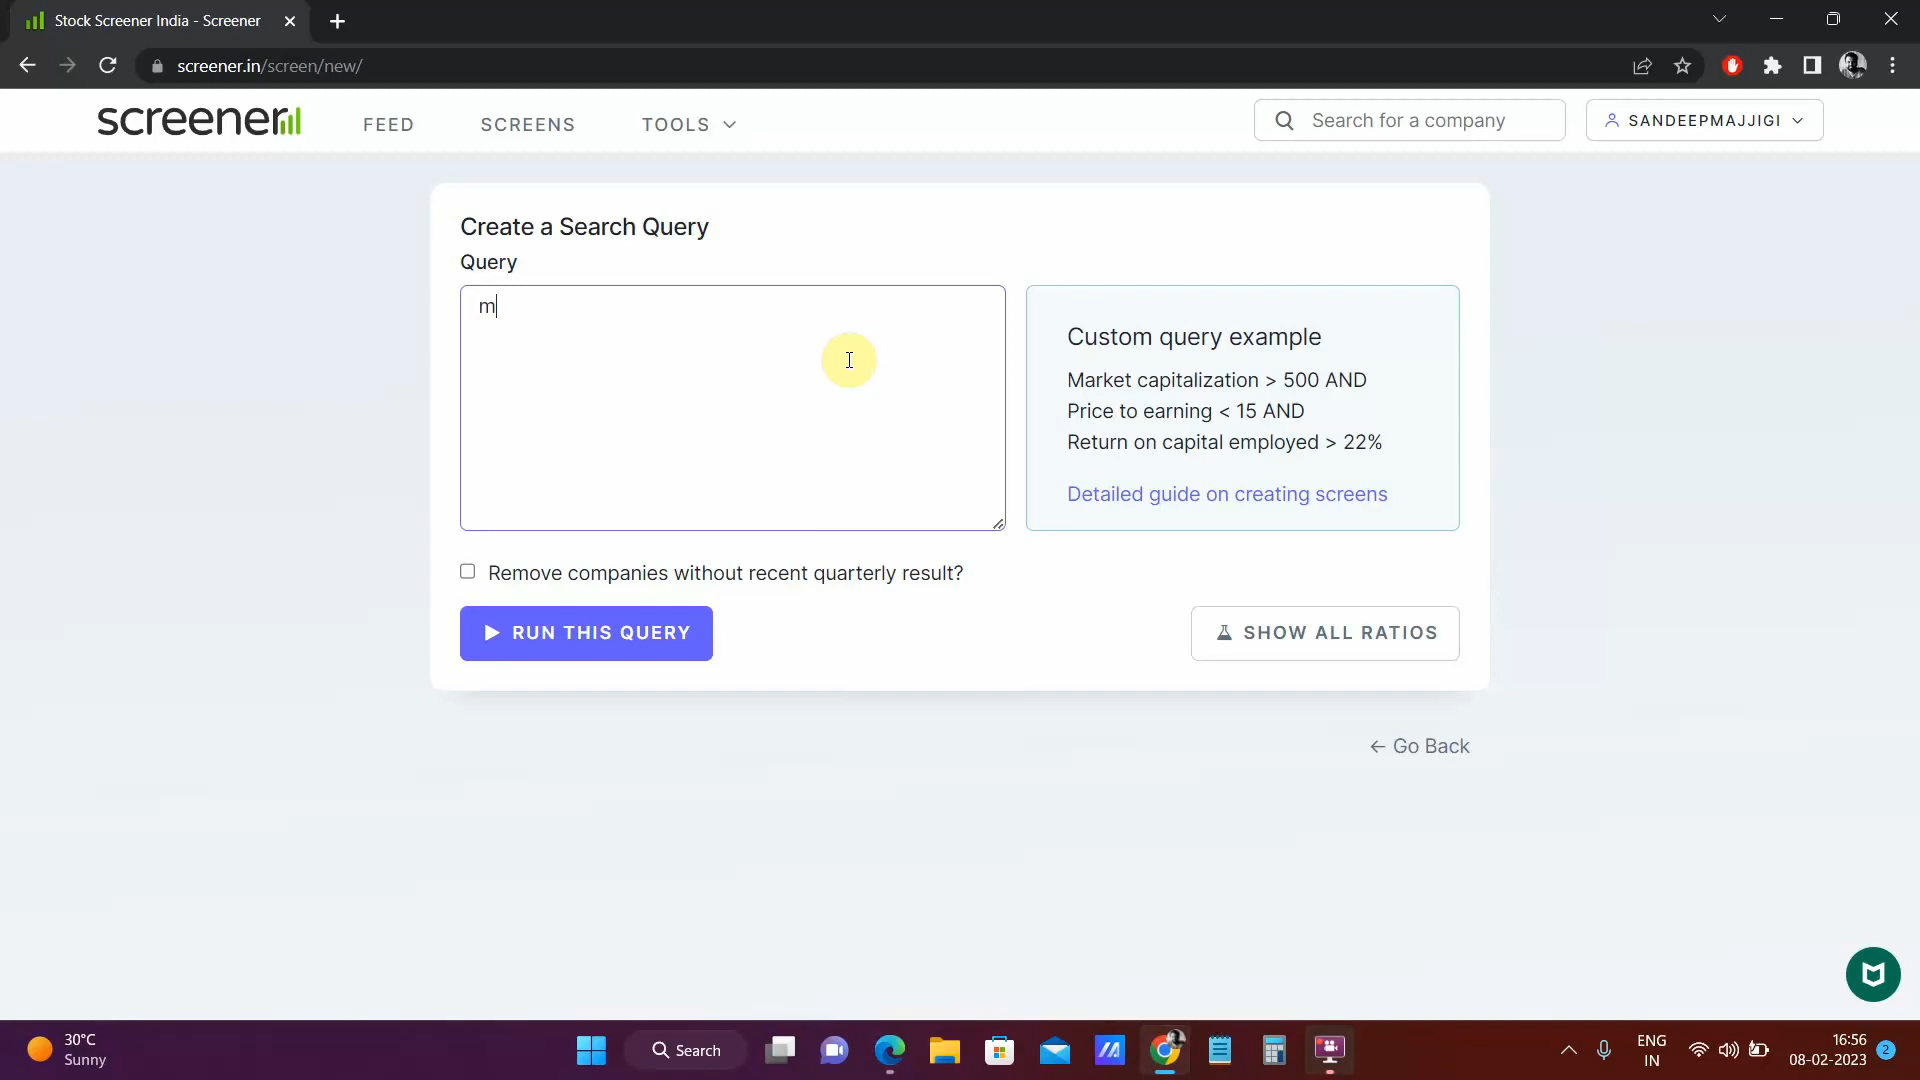 Stock Screener India - Screener
screener.in/screen/new/
screener
FEED
SCREENS
TOOLS
Search for a company
SANDEEPMAJJIGI
Create a Search Query
Query
m
Custom query example
Market capitalization > 500 AND
Price to earning < 15 AND
Return on capital employed > 22%
Detailed guide on creating screens
Remove companies without recent quarterly result?
RUN THIS QUERY
SHOW ALL RATIOS
← Go Back
30°C
Sunny
Search
ENG
IN
16:56
08-02-2023
2